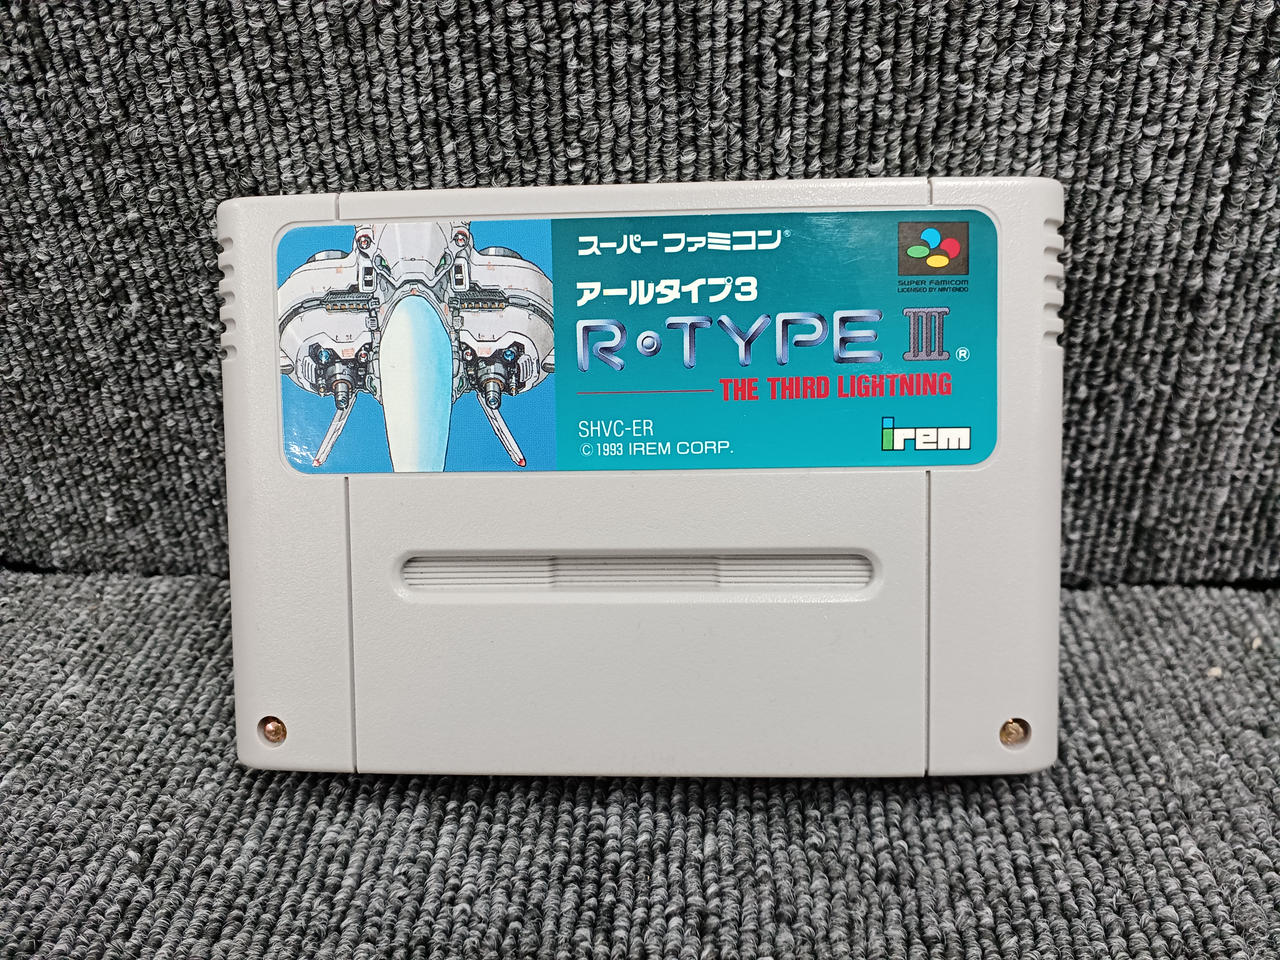 スーパーファミコン®
SUPER FAMICOM
LICENSED BY NINTENDO
アールタイプ3
R・TYPE III®
THE THIRD LIGHTNING
SHVC-ER
© 1993 IREM CORP.
irem